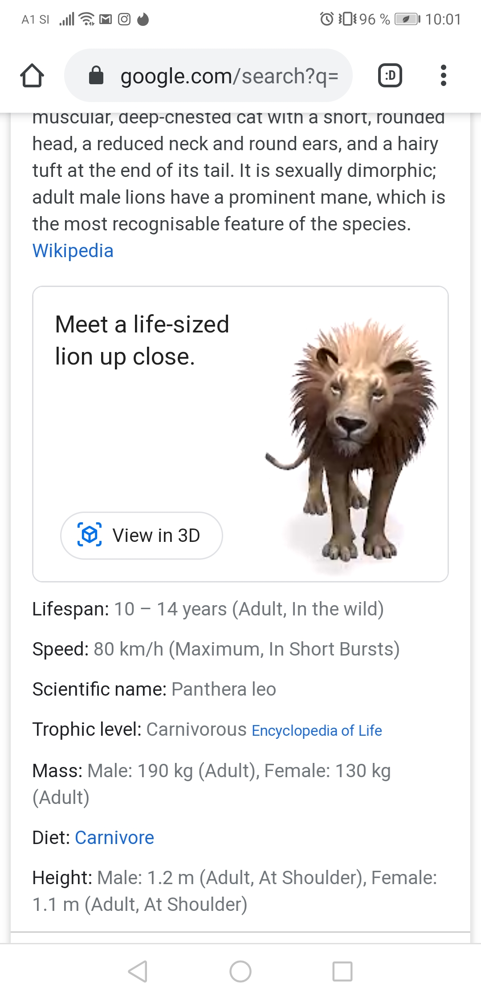 A1 SI 96 % 10:01
google.com/search?q=
:D
muscular, deep-chested cat with a short, rounded
head, a reduced neck and round ears, and a hairy
tuft at the end of its tail. It is sexually dimorphic;
adult male lions have a prominent mane, which is
the most recognisable feature of the species.
Wikipedia
Meet a life-sized
lion up close.
View in 3D
Lifespan: 10 – 14 years (Adult, In the wild)
Speed: 80 km/h (Maximum, In Short Bursts)
Scientific name: Panthera leo
Trophic level: Carnivorous Encyclopedia of Life
Mass: Male: 190 kg (Adult), Female: 130 kg
(Adult)
Diet: Carnivore
Height: Male: 1.2 m (Adult, At Shoulder), Female:
1.1 m (Adult, At Shoulder)